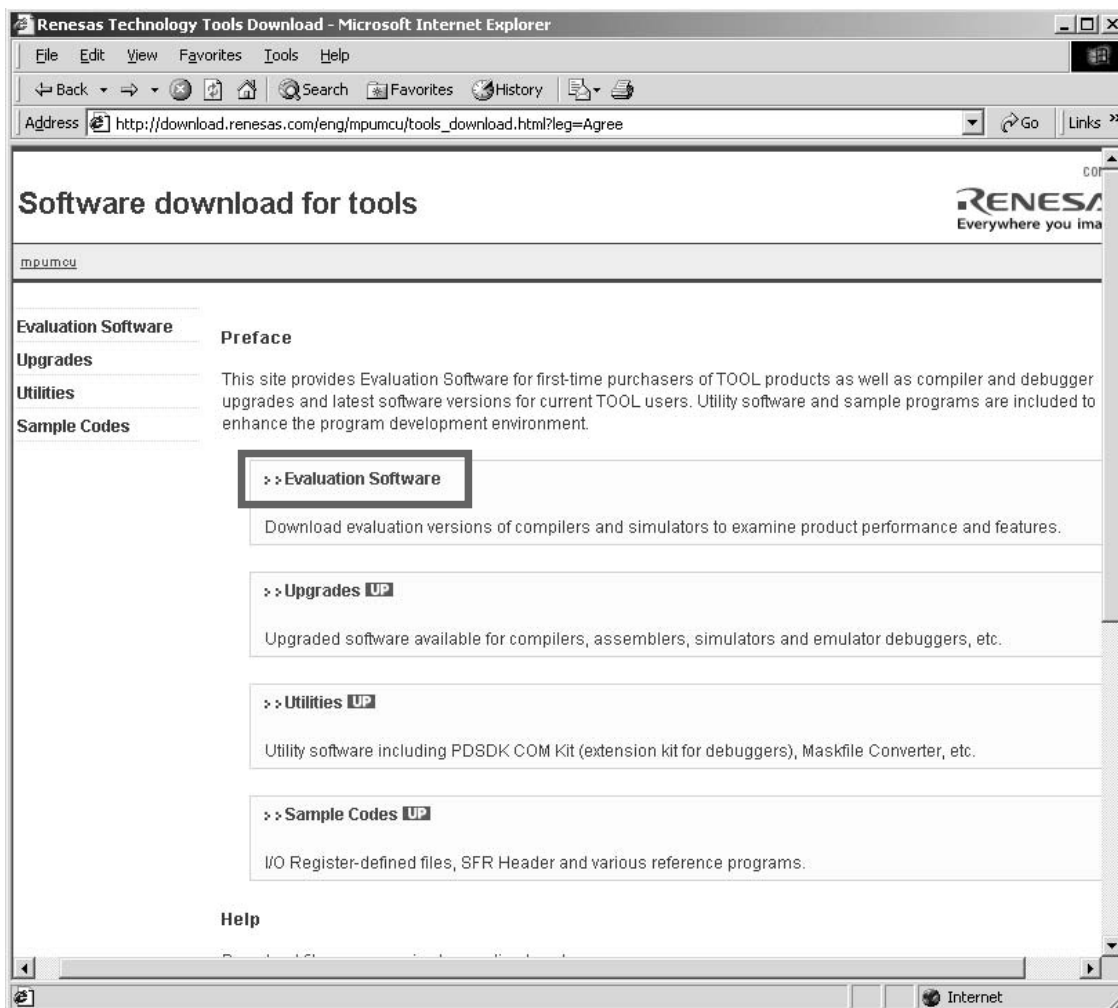 Renesas Technology Tools Download - Microsoft Internet Explorer
File Edit View Favorites Tools Help
Back Search Favorites History
Address http://download.renesas.com/eng/mpumcu/tools_download.html?leg=Agree Go Links »
Software download for tools
RENESA
Everywhere you ima
mpumcu
Evaluation Software
Upgrades
Utilities
Sample Codes
Preface
This site provides Evaluation Software for first-time purchasers of TOOL products as well as compiler and debugger
upgrades and latest software versions for current TOOL users. Utility software and sample programs are included to
enhance the program development environment.
>>Evaluation Software
Download evaluation versions of compilers and simulators to examine product performance and features.
>>Upgrades UP
Upgraded software available for compilers, assemblers, simulators and emulator debuggers, etc.
>>Utilities UP
Utility software including PDSDK COM Kit (extension kit for debuggers), Maskfile Converter, etc.
>>Sample Codes UP
I/O Register-defined files, SFR Header and various reference programs.
Help
Internet